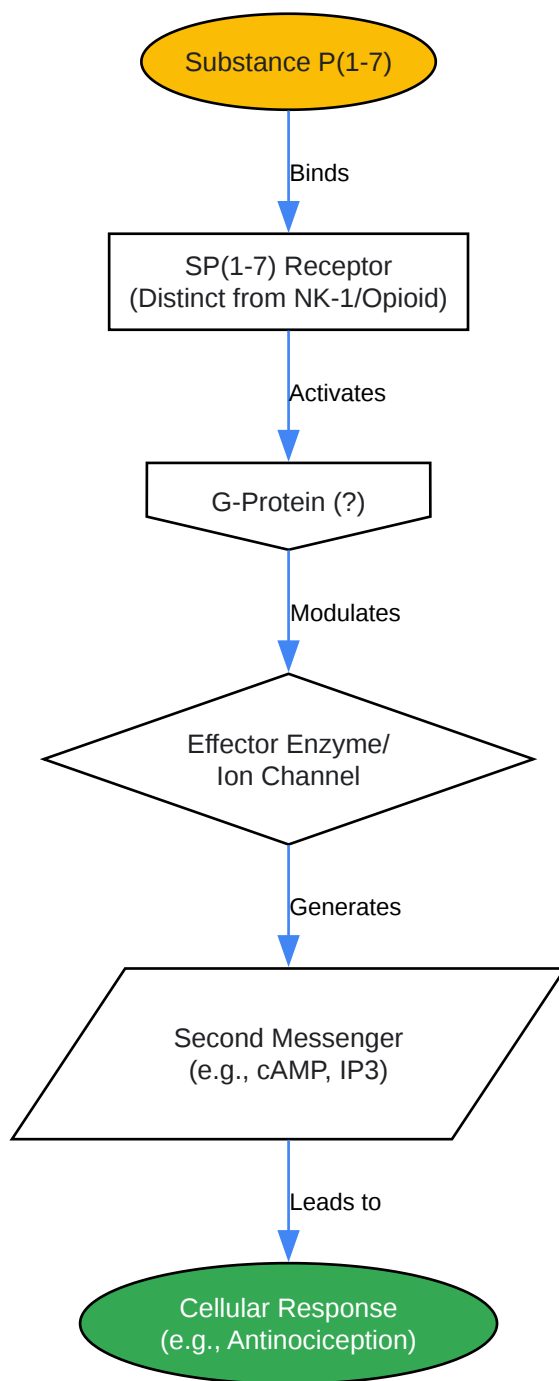 Substance P(1-7)
Binds
SP(1-7) Receptor
(Distinct from NK-1/Opioid)
Activates
G-Protein (?)
Modulates
Effector Enzyme/
Ion Channel
Generates
Second Messenger
(e.g., cAMP, IP3)
Leads to
Cellular Response
(e.g., Antinociception)